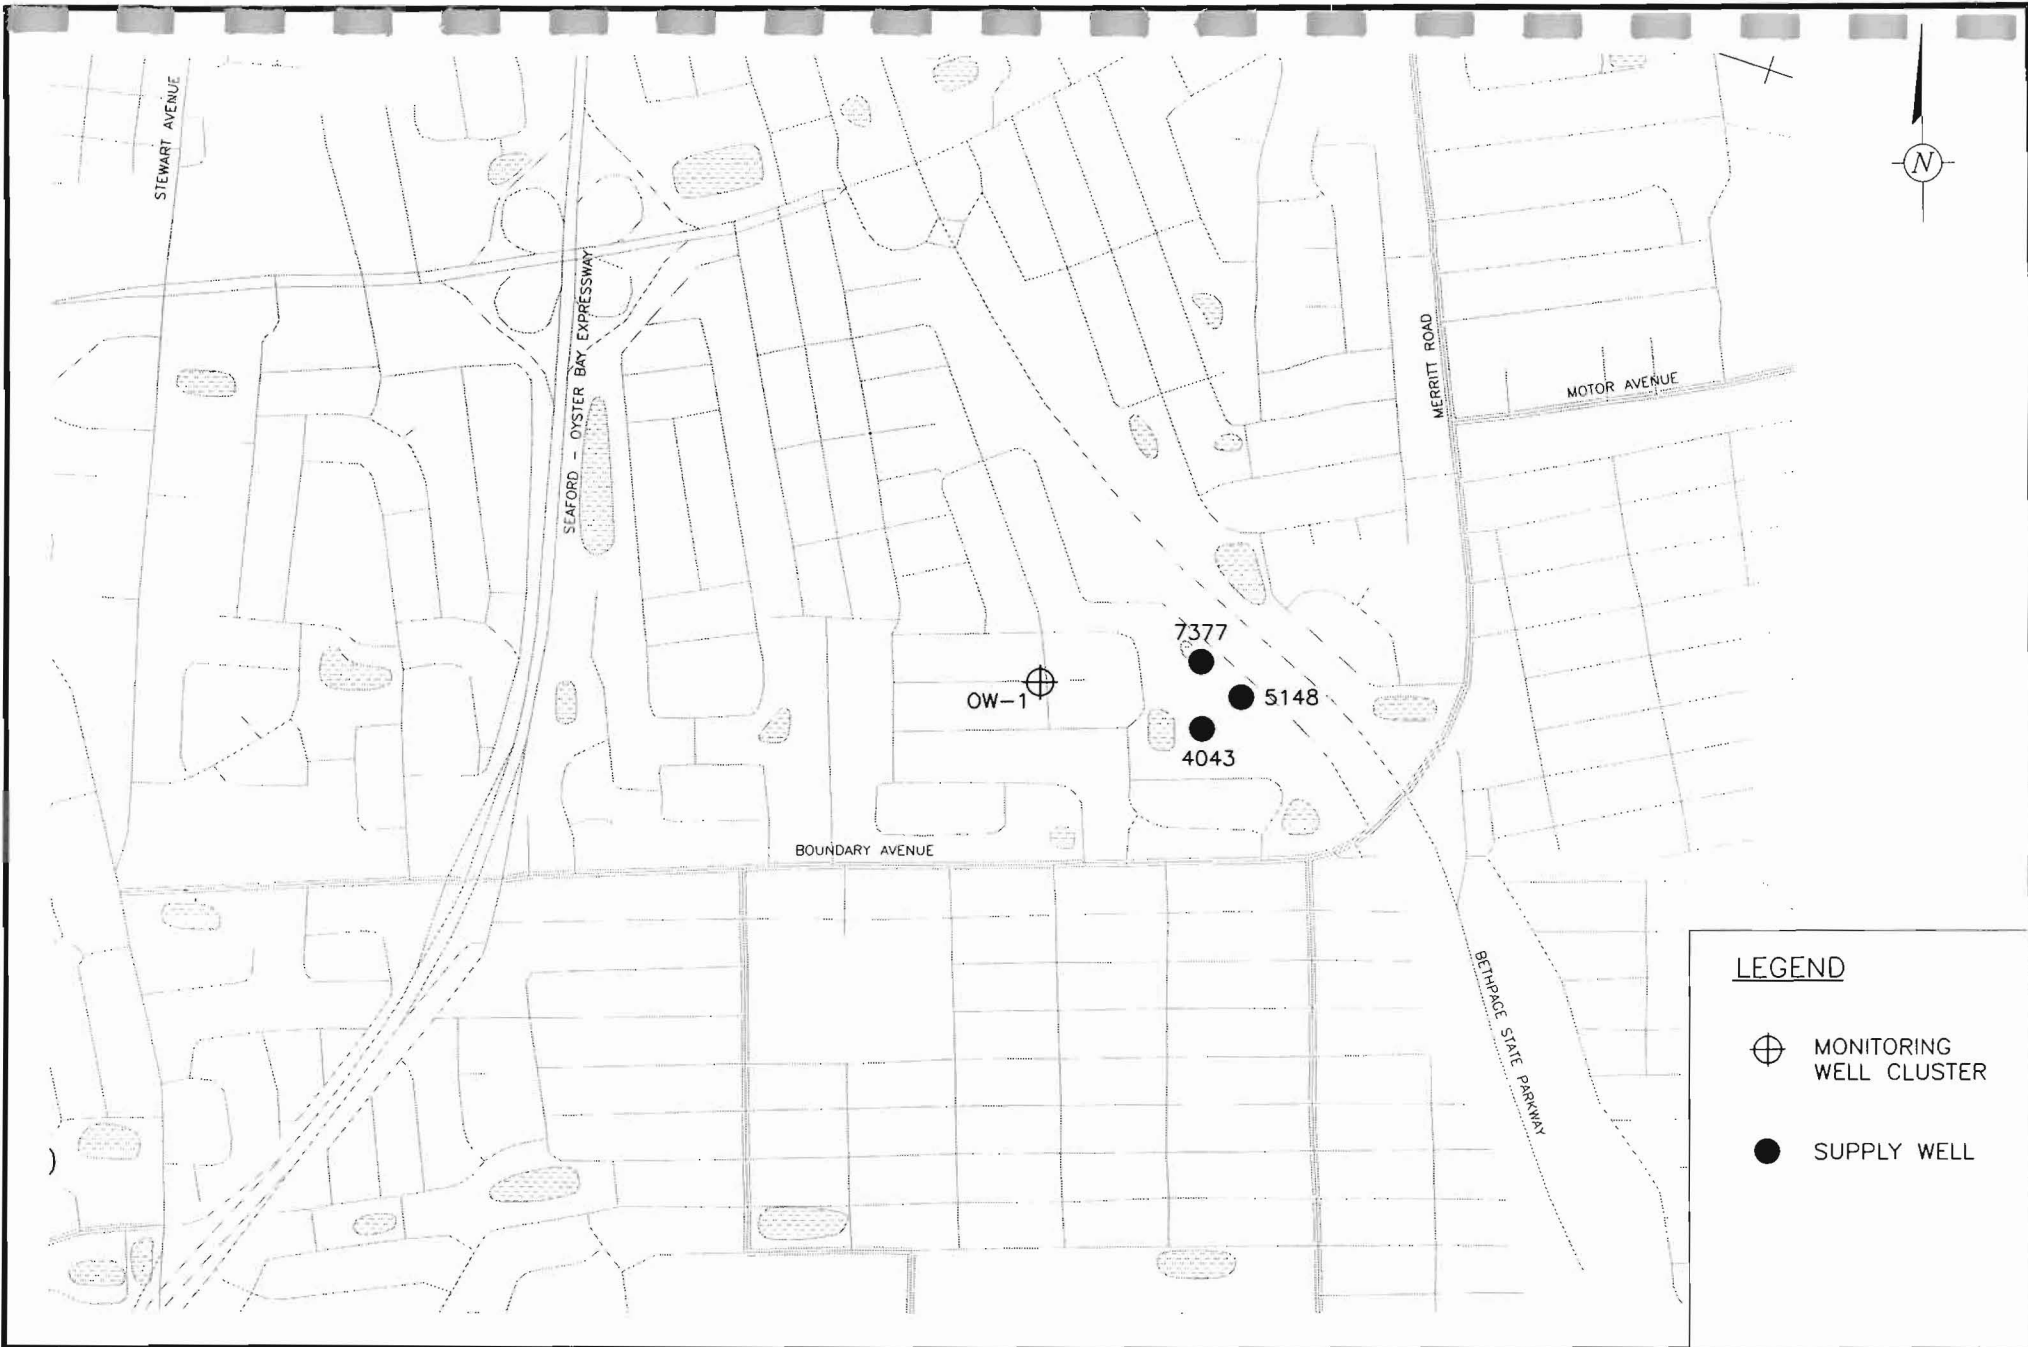 STEWART AVENUE
N
SEAFORD - OYSTER BAY EXPRESSWAY
MERRITT ROAD
MOTOR AVENUE
7377
OW-1
5148
4043
BOUNDARY AVENUE
BETHPAGE STATE PARKWAY
LEGEND
MONITORING
WELL CLUSTER
SUPPLY WELL
)